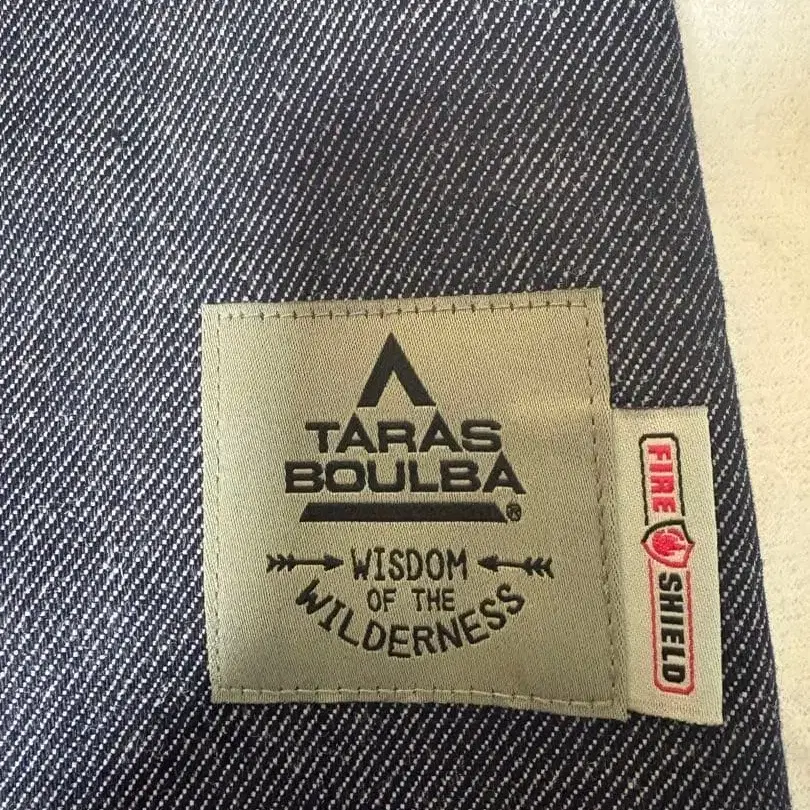 TARAS
BOULBA
®
WISDOM
OF THE
WILDERNESS
FIRE SHIELD